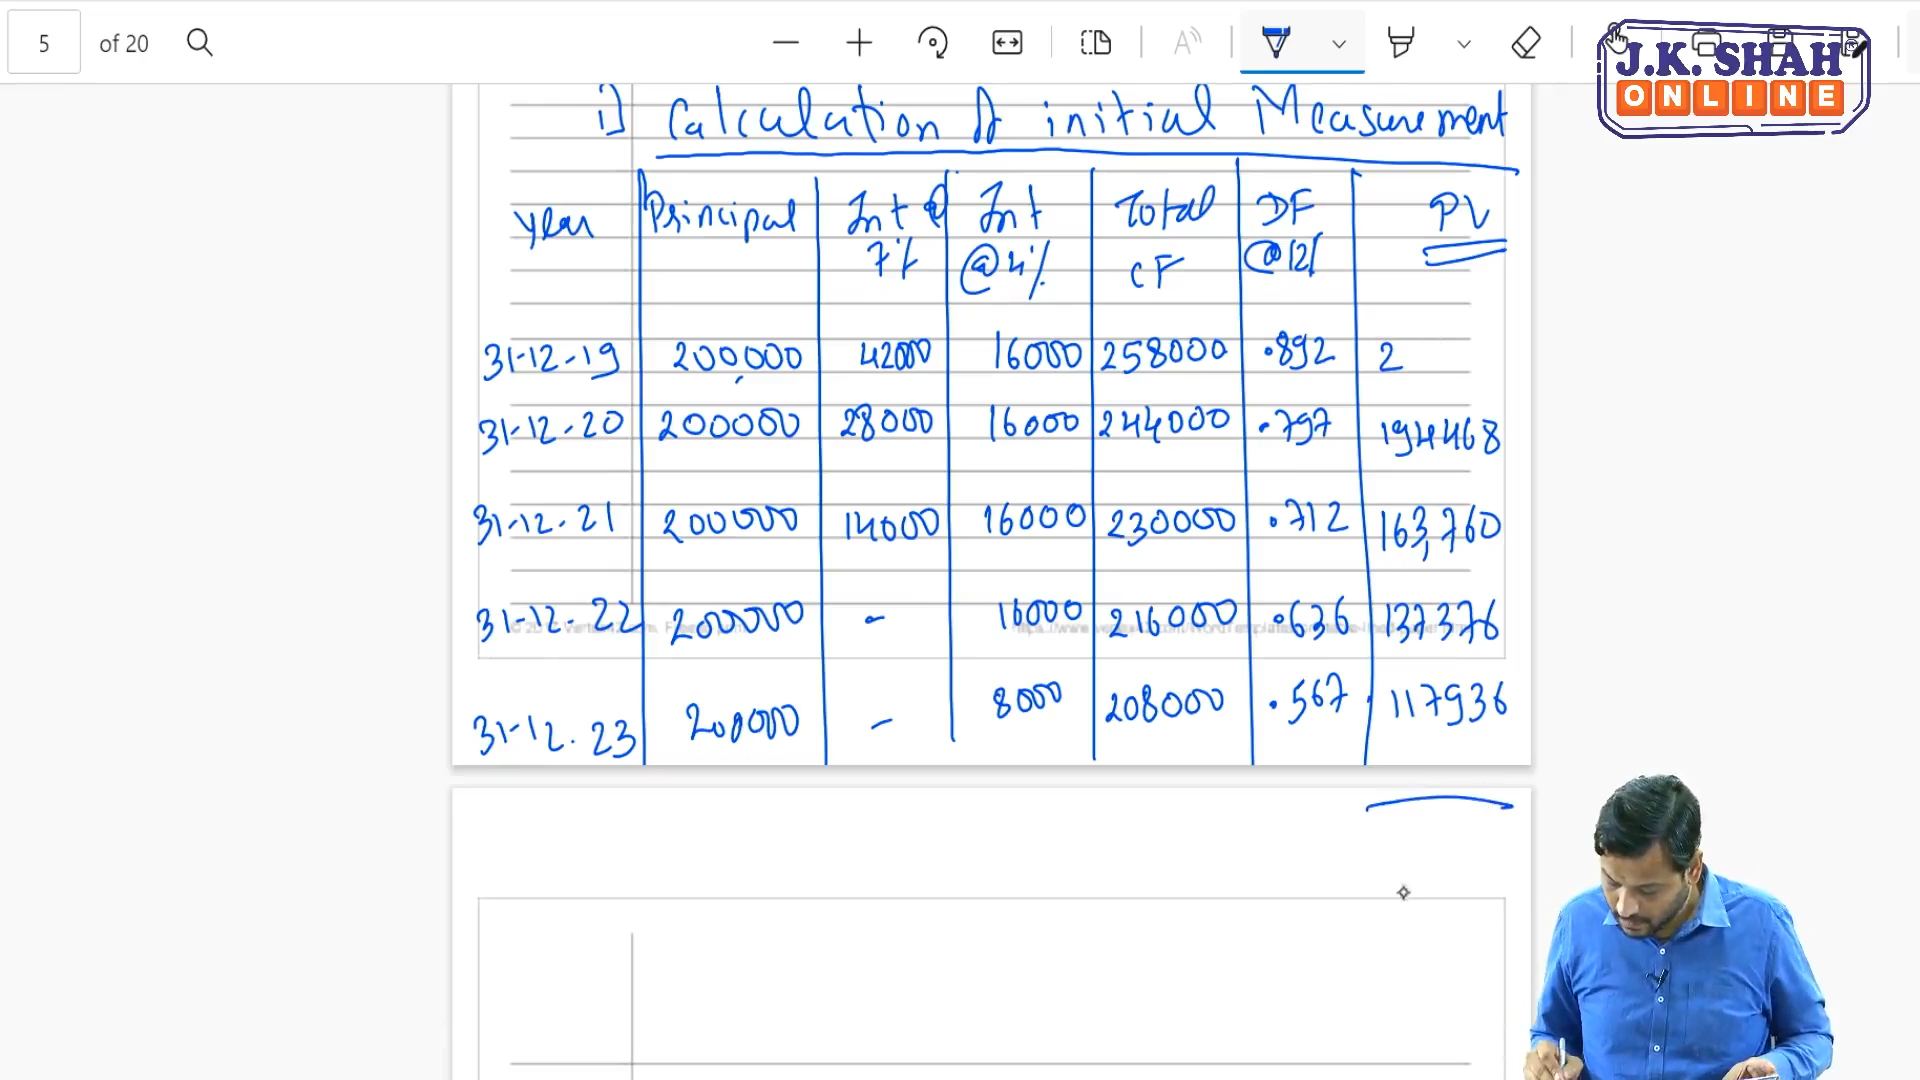 5 of 20
J.K. SHAH
ONLINE
i] Calculation of initial Measurement
Year Principal Int @ 7% Int @ 4% Total CF DF @12% PV
31-12-19 200,000 42000 16000 258000 .892 2
31-12-20 200000 28000 16000 244000 .797 194468
31-12-21 200000 14000 16000 230000 .712 163,760
31-12-22 200000 - 16000 216000 .636 137376
31-12-23 200000 - 8000 208000 .567 117936